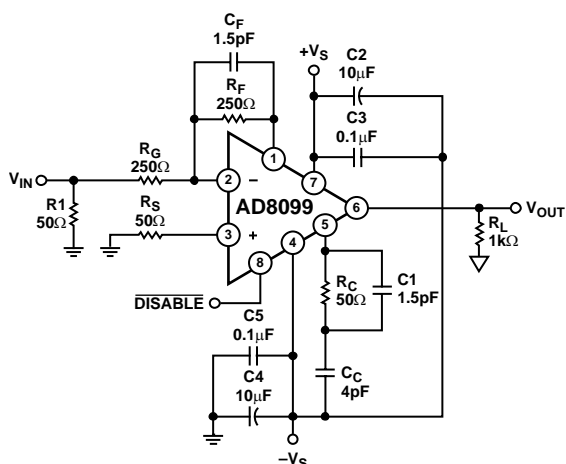 CF
1.5pF
RF
250Ω
+VS
C2
10μF
C3
0.1μF
RG
250Ω
VIN
R1
50Ω
RS
50Ω
1
2
−
AD8099
3
+
7
6
5
4
8
VOUT
RL
1kΩ
DISABLE
RC
50Ω
C1
1.5pF
C5
0.1μF
C4
10μF
CC
4pF
−VS